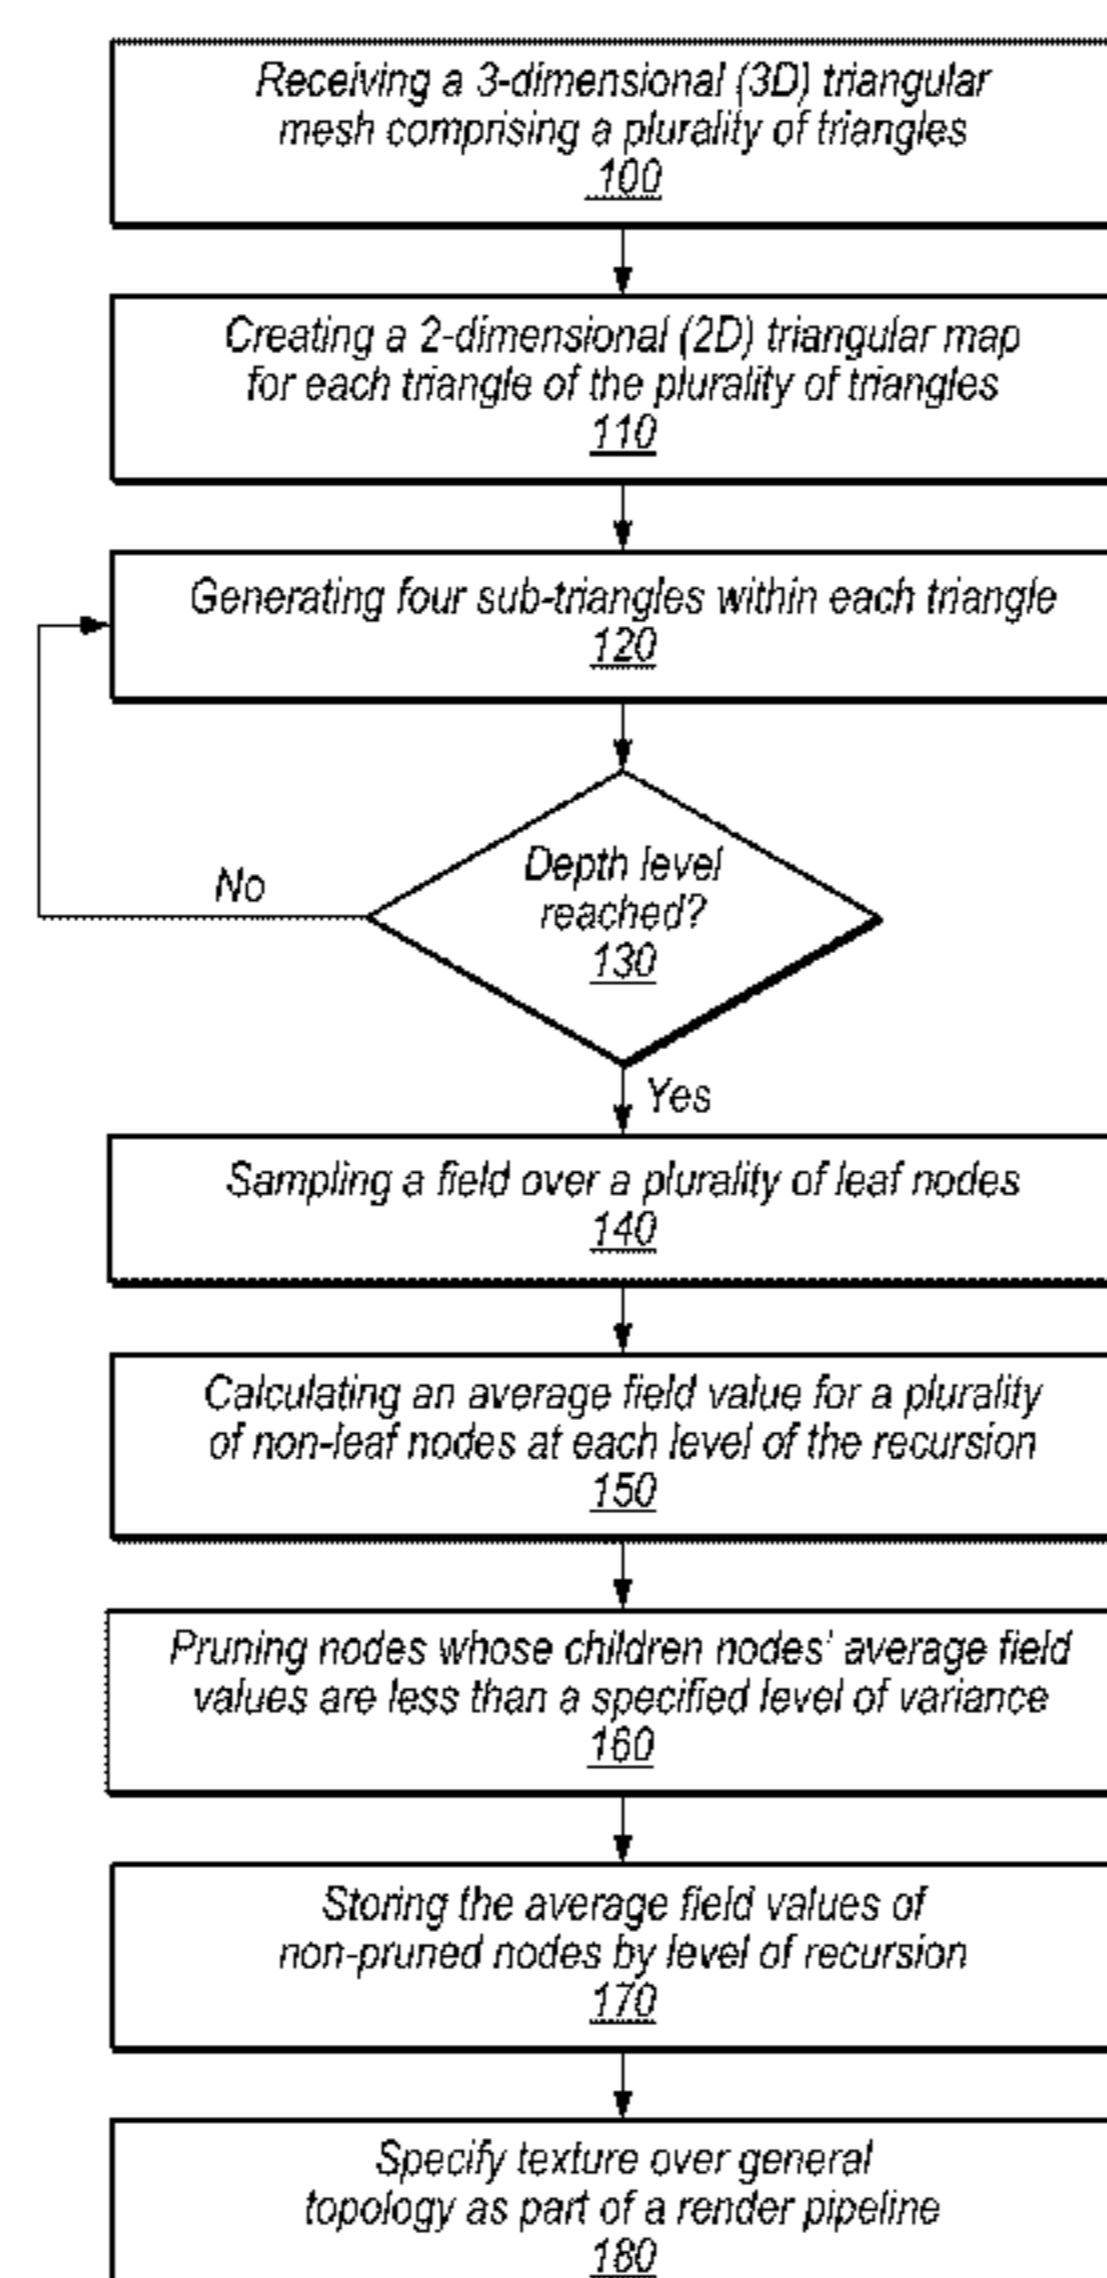 Receiving a 3-dimensional (3D) triangular
mesh comprising a plurality of triangles
100
Creating a 2-dimensional (2D) triangular map
for each triangle of the plurality of triangles
110
Generating four sub-triangles within each triangle
120
Depth level
reached?
130
No
Yes
Sampling a field over a plurality of leaf nodes
140
Calculating an average field value for a plurality
of non-leaf nodes at each level of the recursion
150
Pruning nodes whose children nodes' average field
values are less than a specified level of variance
160
Storing the average field values of
non-pruned nodes by level of recursion
170
Specify texture over general
topology as part of a render pipeline
180